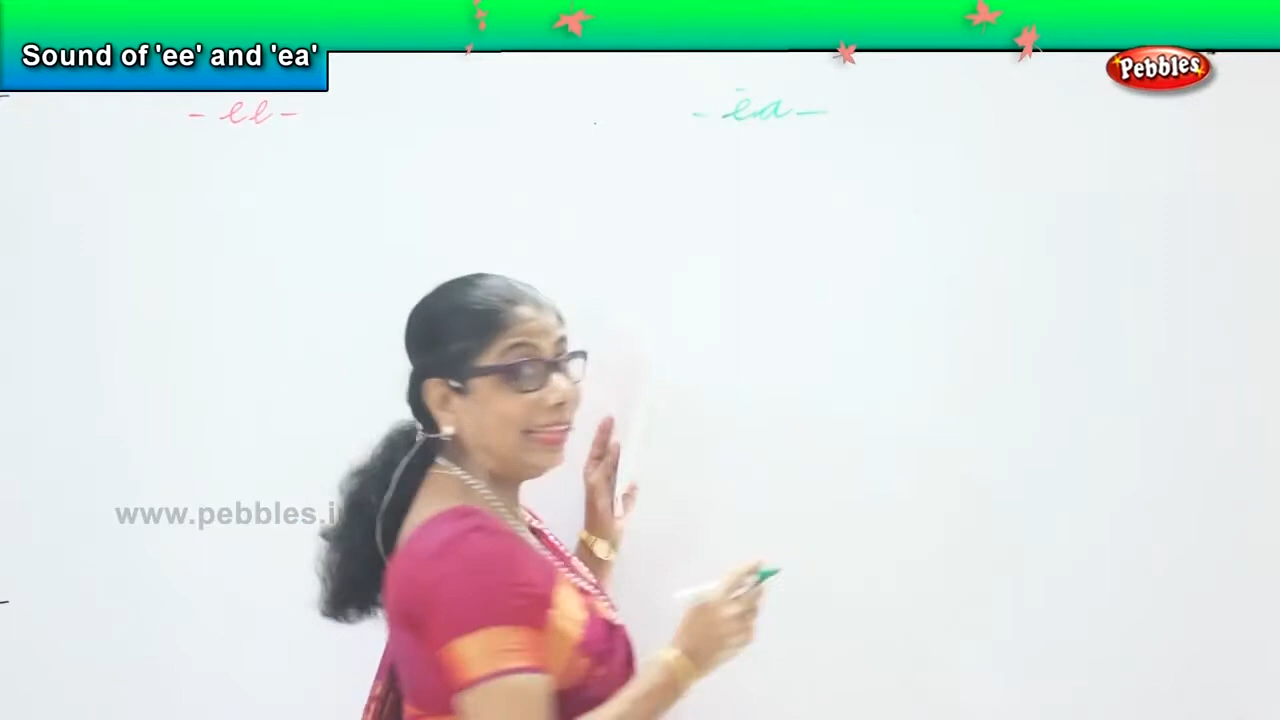 Sound of 'ee' and 'ea'
Pebbles
- ee -
- ea -
www.pebbles.i